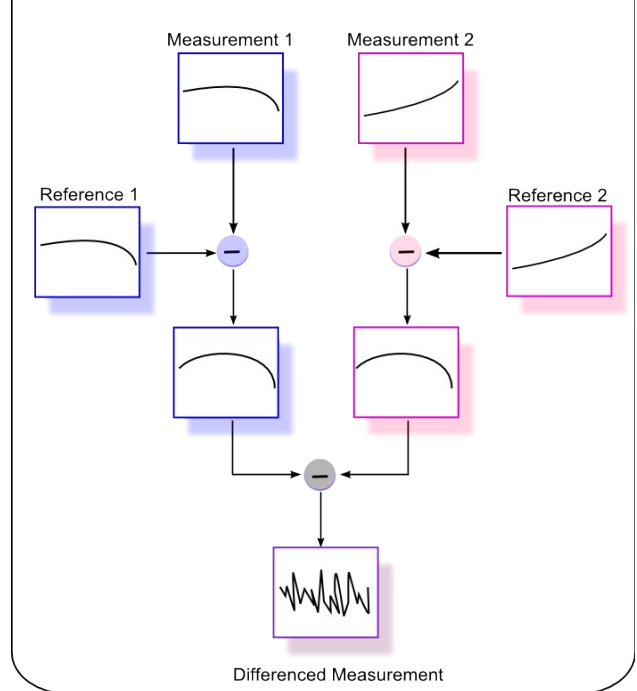 Measurement 1
Measurement 2
Reference 1
Reference 2
Differenced Measurement